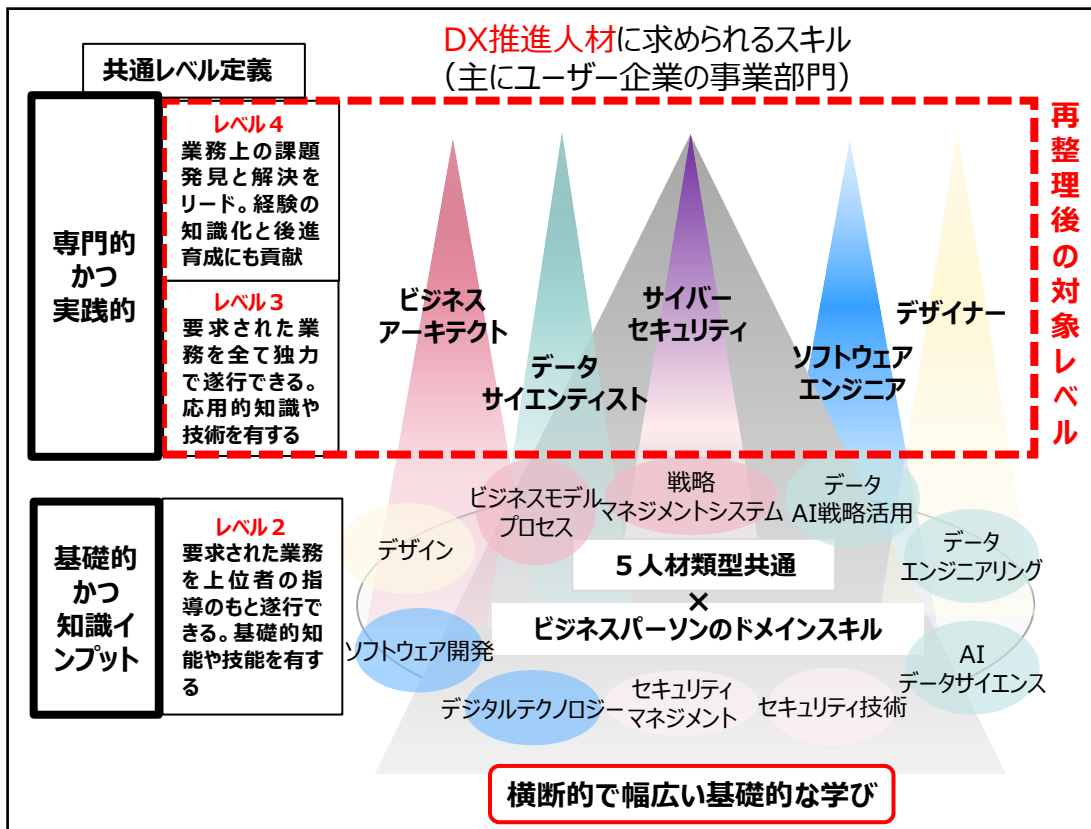 DX推進人材に求められるスキル
（主にユーザー企業の事業部門）
共通レベル定義
専門的
かつ
実践的
レベル４
業務上の課題
発見と解決を
リード。経験の
知識化と後進
育成にも貢献
レベル３
要求された業
務を全て独力
で遂行できる。
応用的知識や
技術を有する
基礎的
かつ
知識イ
ンプット
レベル２
要求された業務
を上位者の指
導のもと遂行で
きる。基礎的知
能や技能を有す
る
再整理後の対象レベル
ビジネス
アーキテクト
データ
サイエンティスト
サイバー
セキュリティ
ソフトウェア
エンジニア
デザイナー
デザイン
ビジネスモデル
プロセス
戦略
マネジメントシステム
データ
AI戦略活用
データ
エンジニアリング
５人材類型共通
×
ビジネスパーソンのドメインスキル
ソフトウェア開発
デジタルテクノロジー
セキュリティ
マネジメント
セキュリティ技術
AI
データサイエンス
横断的で幅広い基礎的な学び